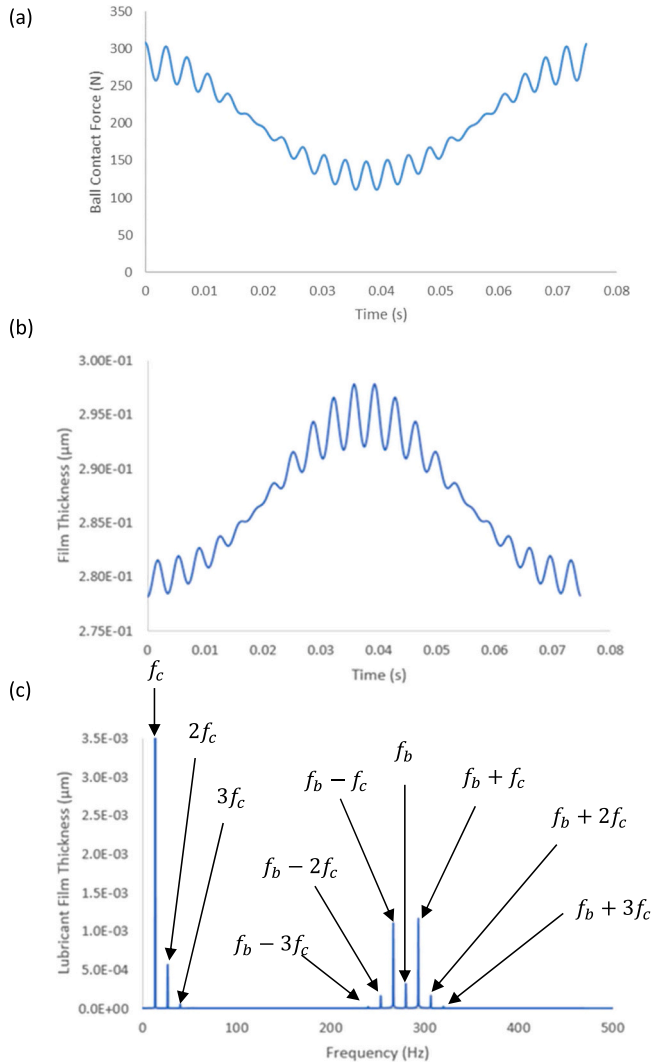 (a)
350
300
250
200
150
100
50
0
Ball Contact Force (N)
0 0.01 0.02 0.03 0.04 0.05 0.06 0.07 0.08
Time (s)
(b)
3.00E-01
2.95E-01
2.90E-01
2.85E-01
2.80E-01
2.75E-01
Film Thickness (µm)
0 0.01 0.02 0.03 0.04 0.05 0.06 0.07 0.08
Time (s)
(c)
f_c
2f_c
3f_c
f_b − 3f_c
f_b − 2f_c
f_b − f_c
f_b
f_b + f_c
f_b + 2f_c
f_b + 3f_c
3.5E-03
3.0E-03
2.5E-03
2.0E-03
1.5E-03
1.0E-03
5.0E-04
0.0E+00
Lubricant Film Thickness (µm)
0 100 200 300 400 500
Frequency (Hz)